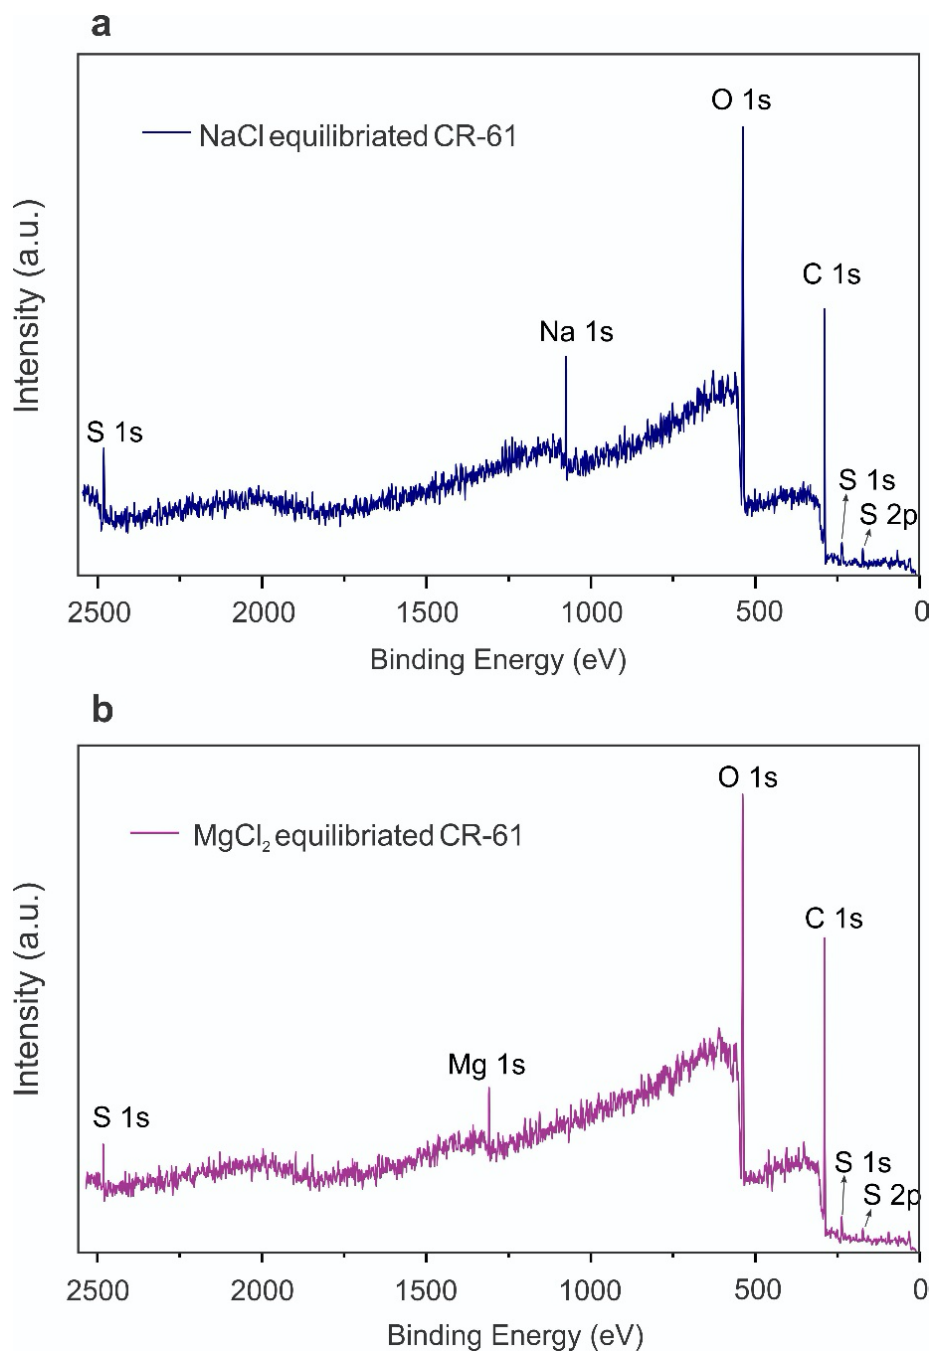 a
O 1s
NaCl equilibriated CR-61
C 1s
Na 1s
S 1s
S 1s
S 2p
Intensity (a.u.)
2500 2000 1500 1000 500 0
Binding Energy (eV)
b
O 1s
MgCl₂ equilibriated CR-61
C 1s
Mg 1s
S 1s
S 1s
S 2p
Intensity (a.u.)
2500 2000 1500 1000 500 0
Binding Energy (eV)